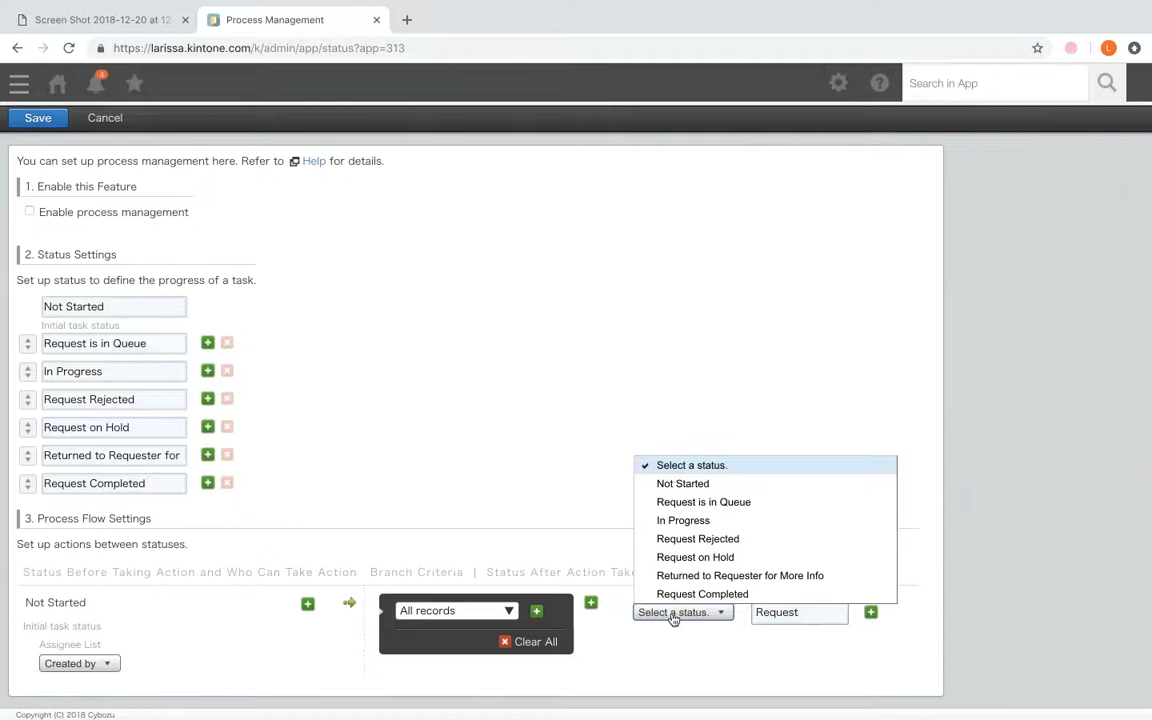 Screen Shot 2018-12-20 at 12
Process Management
https://larissa.kintone.com/k/admin/app/status?app=313
L
4
Search in App
Save
Cancel
You can set up process management here. Refer to Help for details.
1. Enable this Feature
Enable process management
2. Status Settings
Set up status to define the progress of a task.
Not Started
Initial task status
Request is in Queue
In Progress
Request Rejected
Request on Hold
Returned to Requester for
Request Completed
Select a status.
Not Started
Request is in Queue
In Progress
Request Rejected
Request on Hold
Returned to Requester for More Info
Request Completed
3. Process Flow Settings
Set up actions between statuses.
Status Before Taking Action and Who Can Take Action
Branch Criteria | Status After Action Take
Not Started
Initial task status
Assignee List
Created by
All records
Clear All
Select a status.
Request
Copyright (C) 2018 Cybozu